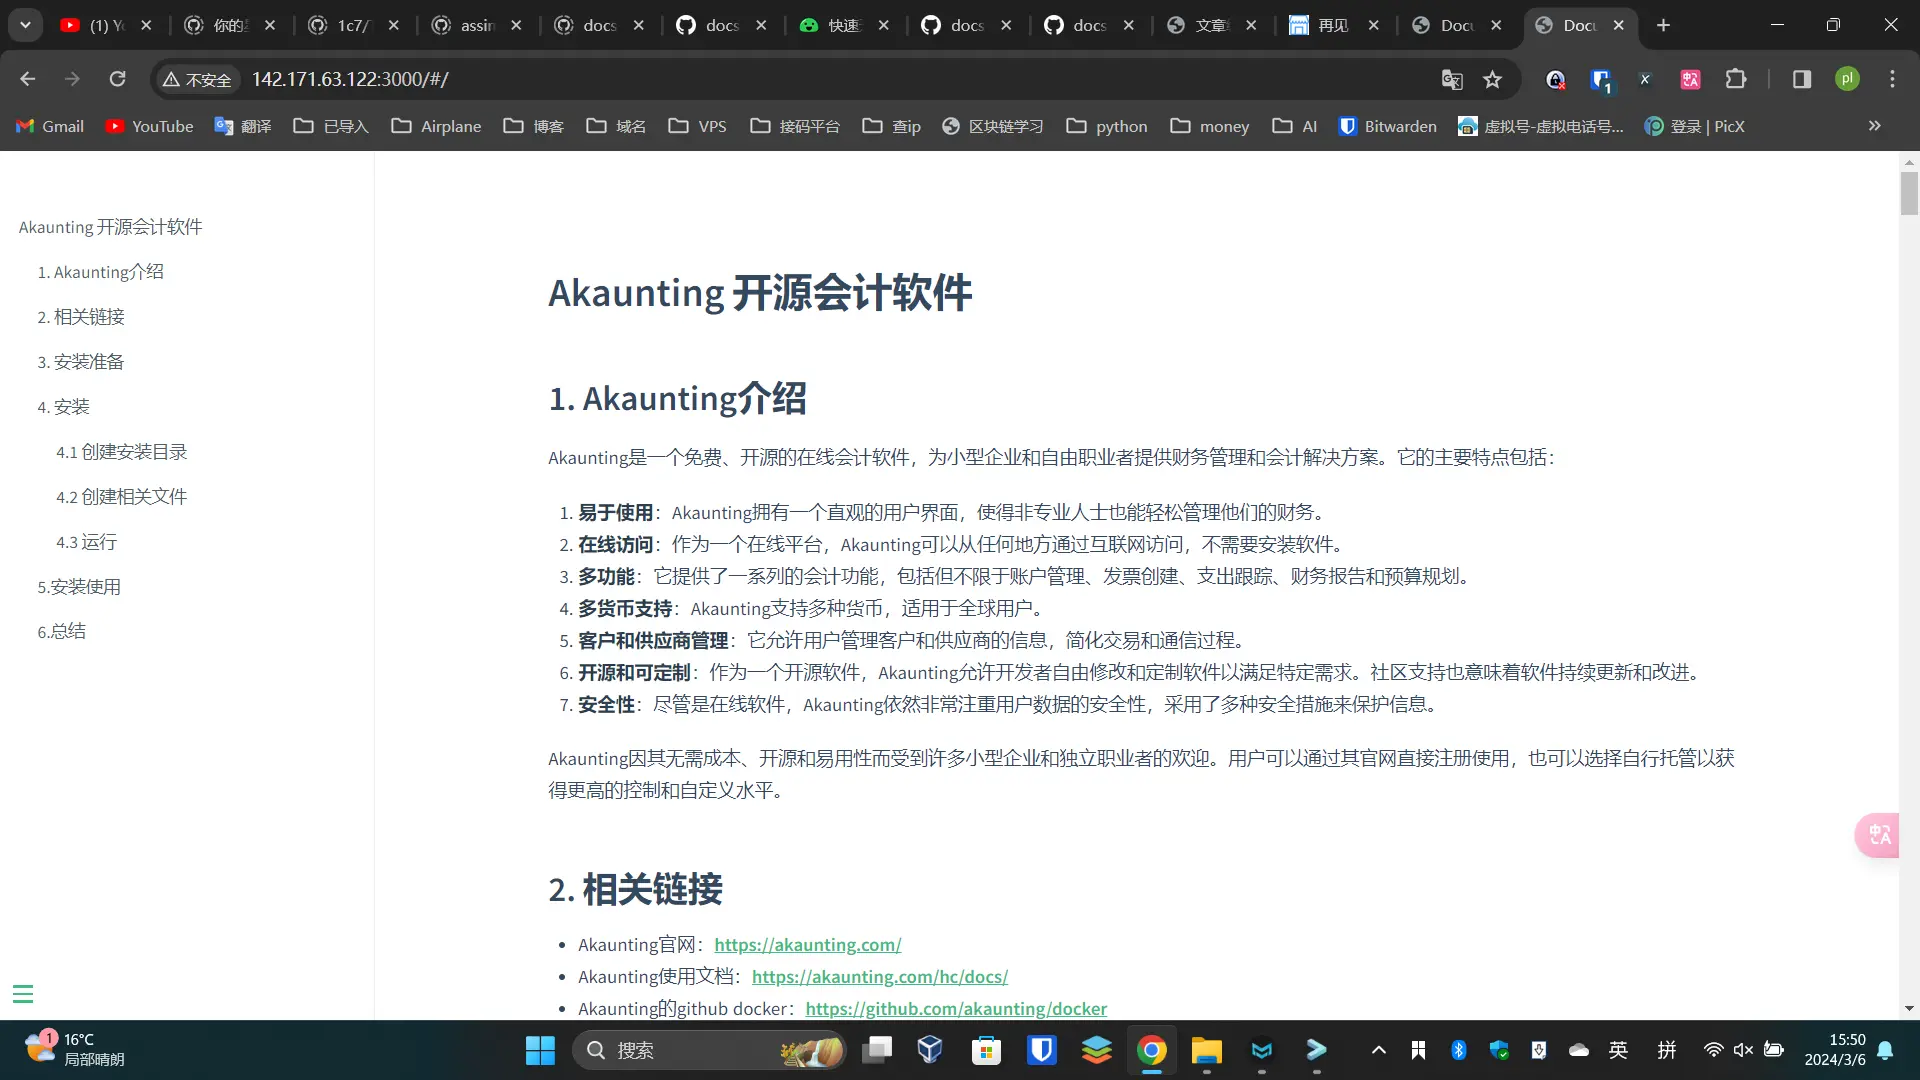 (1) Yo
你的
1c7/
assin
docs
docs
快速
docs
docs
文章
再见
Docu
Docu
不安全
142.171.63.122:3000/#/
pl
Gmail
YouTube
翻译
已导入
Airplane
博客
域名
VPS
接码平台
查ip
区块链学习
python
money
AI
Bitwarden
虚拟号-虚拟电话号...
登录 | PicX
Akaunting 开源会计软件
1. Akaunting介绍
2. 相关链接
3. 安装准备
4. 安装
4.1 创建安装目录
4.2 创建相关文件
4.3 运行
5.安装使用
6.总结
Akaunting 开源会计软件
1. Akaunting介绍
Akaunting是一个免费、开源的在线会计软件，为小型企业和自由职业者提供财务管理和会计解决方案。它的主要特点包括：
1. 易于使用：Akaunting拥有一个直观的用户界面，使得非专业人士也能轻松管理他们的财务。
2. 在线访问：作为一个在线平台，Akaunting可以从任何地方通过互联网访问，不需要安装软件。
3. 多功能：它提供了一系列的会计功能，包括但不限于账户管理、发票创建、支出跟踪、财务报告和预算规划。
4. 多货币支持：Akaunting支持多种货币，适用于全球用户。
5. 客户和供应商管理：它允许用户管理客户和供应商的信息，简化交易和通信过程。
6. 开源和可定制：作为一个开源软件，Akaunting允许开发者自由修改和定制软件以满足特定需求。社区支持也意味着软件持续更新和改进。
7. 安全性：尽管是在线软件，Akaunting依然非常注重用户数据的安全性，采用了多种安全措施来保护信息。
Akaunting因其无需成本、开源和易用性而受到许多小型企业和独立职业者的欢迎。用户可以通过其官网直接注册使用，也可以选择自行托管以获
得更高的控制和自定义水平。
2. 相关链接
• Akaunting官网：https://akaunting.com/
• Akaunting使用文档：https://akaunting.com/hc/docs/
• Akaunting的github docker：https://github.com/akaunting/docker
1
16°C
局部晴朗
搜索
英
拼
15:50
2024/3/6